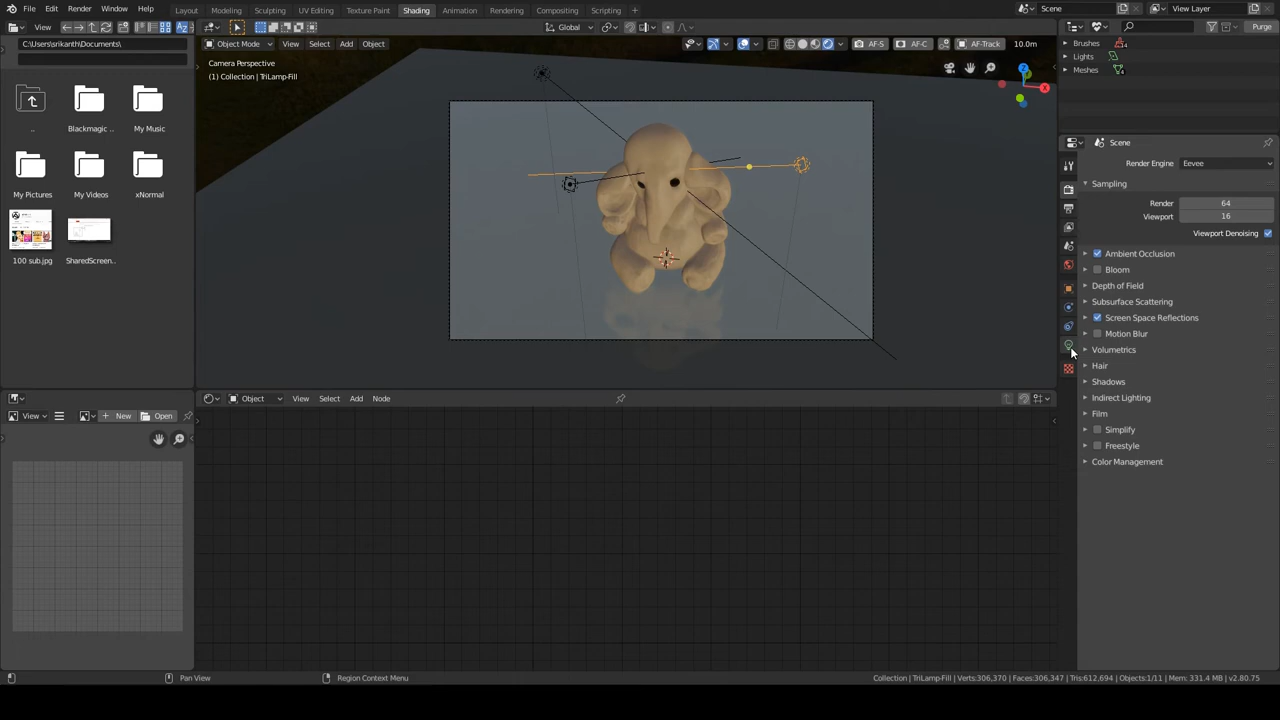 File Edit Render Window Help Layout Modeling Sculpting UV Editing Texture Paint Shading Animation Rendering Compositing Scripting Scene View Layer
View Global Purge
C:\Users\srikanth\Documents\
Object Mode View Select Add Object AF-S AF-C AF-Track 10.0m
Camera Perspective
(1) Collection | TriLamp-Fill
Z
X
..
Blackmagic ..
My Music
My Pictures
My Videos
xNormal
100 sub.jpg
SharedScreen..
View New Open
Object View Select Add Node
Brushes 4
Lights
Meshes 4
Scene
Render Engine Eevee
Sampling
Render 64
Viewport 16
Viewport Denoising
Ambient Occlusion
Bloom
Depth of Field
Subsurface Scattering
Screen Space Reflections
Motion Blur
Volumetrics
Hair
Shadows
Indirect Lighting
Film
Simplify
Freestyle
Color Management
Pan View Region Context Menu Collection | TriLamp-Fill | Verts:306,370 | Faces:306,347 | Tris:612,694 | Objects:1/11 | Mem: 331.4 MB | v2.80.75